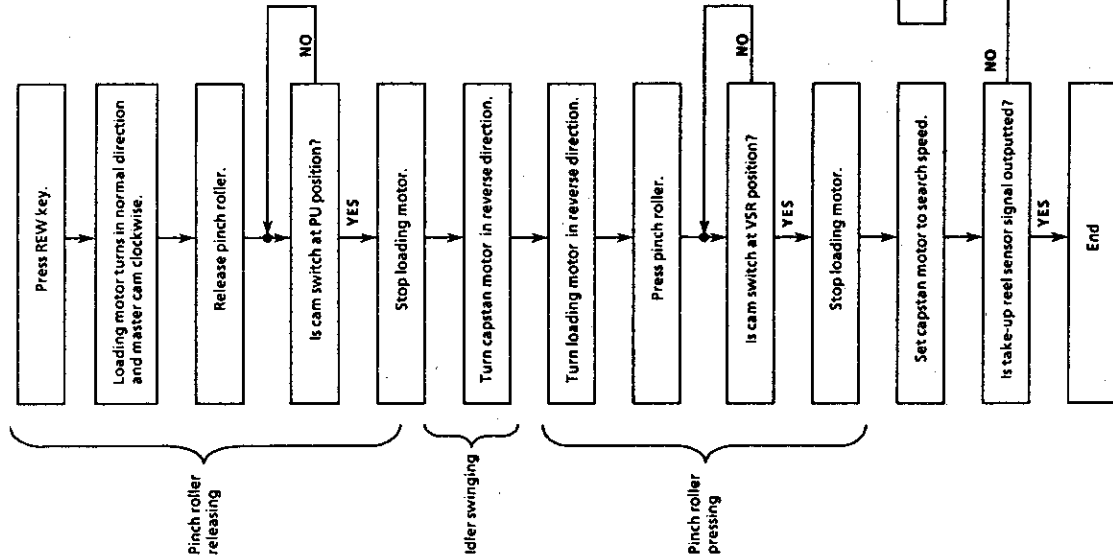 Press REW key.
Loading motor turns in normal direction
and master cam clockwise.
Release pinch roller.
Is cam switch at PU position?
NO
YES
Stop loading motor.
Pinch roller
releasing
Turn capstan motor in reverse direction.
Idler swinging
Turn loading motor in reverse direction.
Press pinch roller.
Is cam switch at VSR position?
NO
YES
Stop loading motor.
Pinch roller
pressing
Set capstan motor to search speed.
Is take-up reel sensor signal outputted?
NO
YES
End